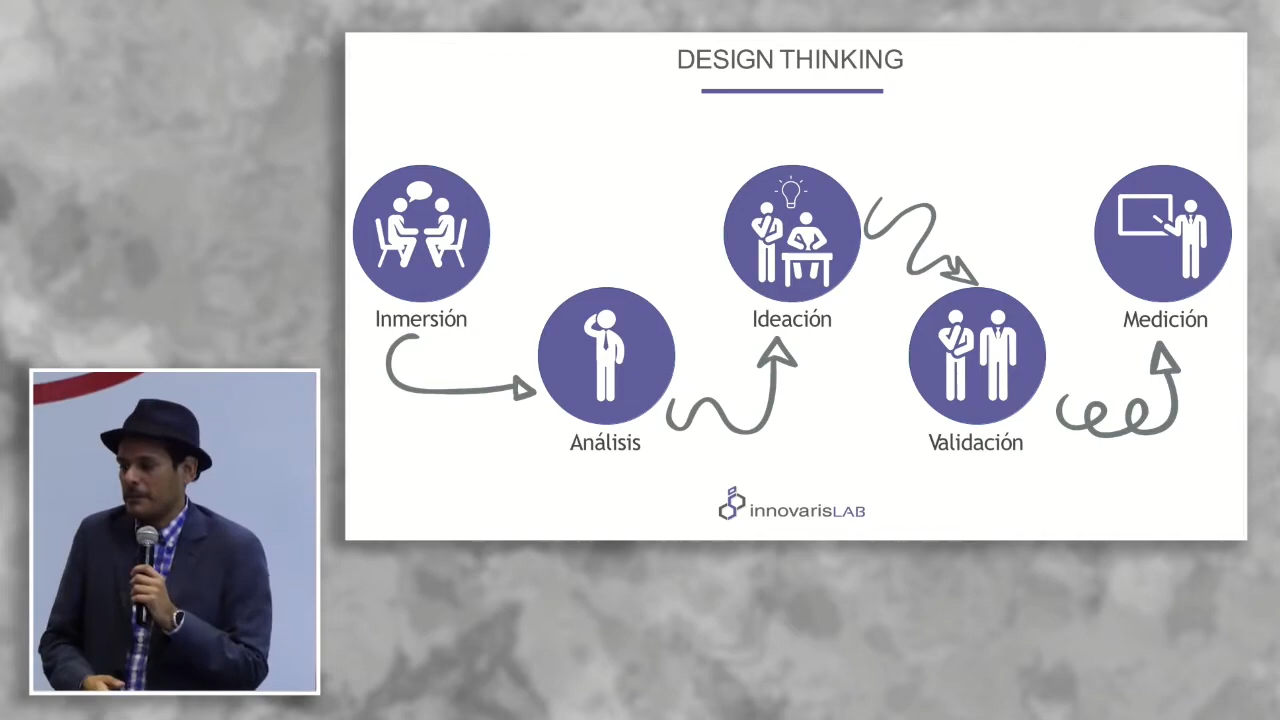 DESIGN THINKING
Inmersión
Análisis
Ideación
Validación
Medición
innovarisLAB